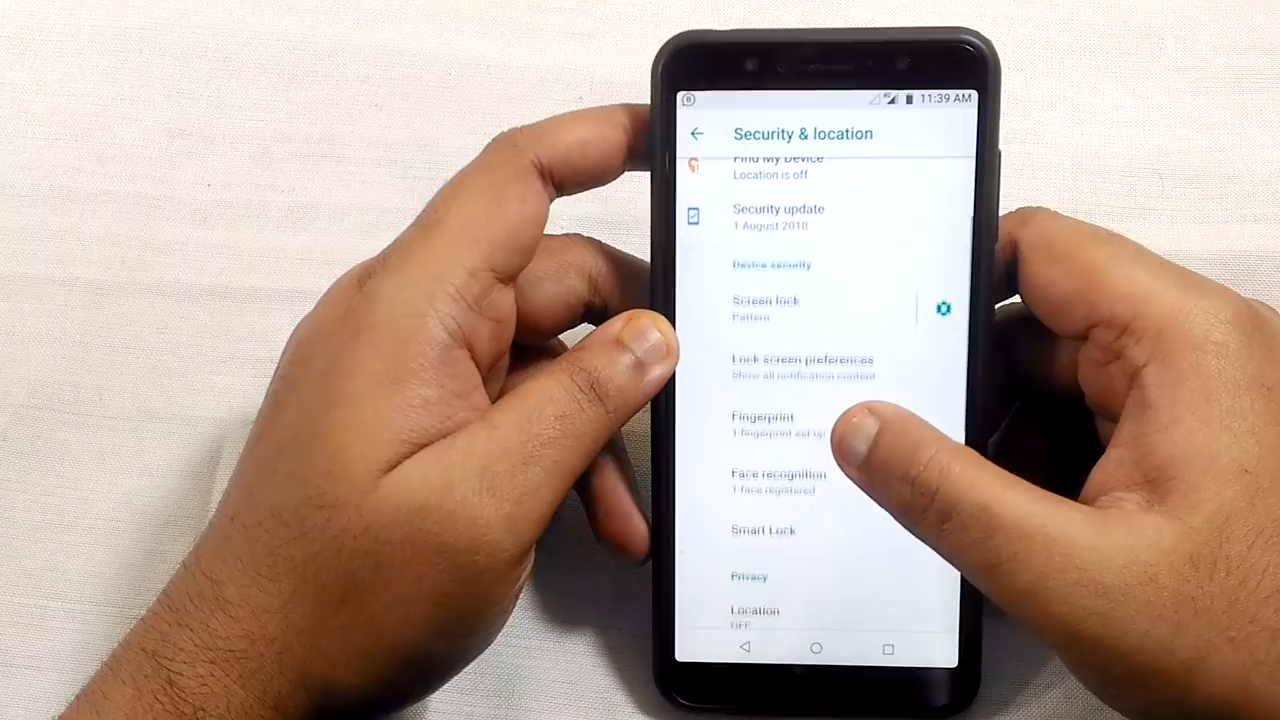 11:39 AM
Security & location
Find My Device
Location is off
Security update
1 August 2018
Device security
Screen lock
Pattern
Lock screen preferences
Show all notification content
Fingerprint
1 fingerprint set up
Face recognition
1 face registered
Smart Lock
Privacy
Location
OFF